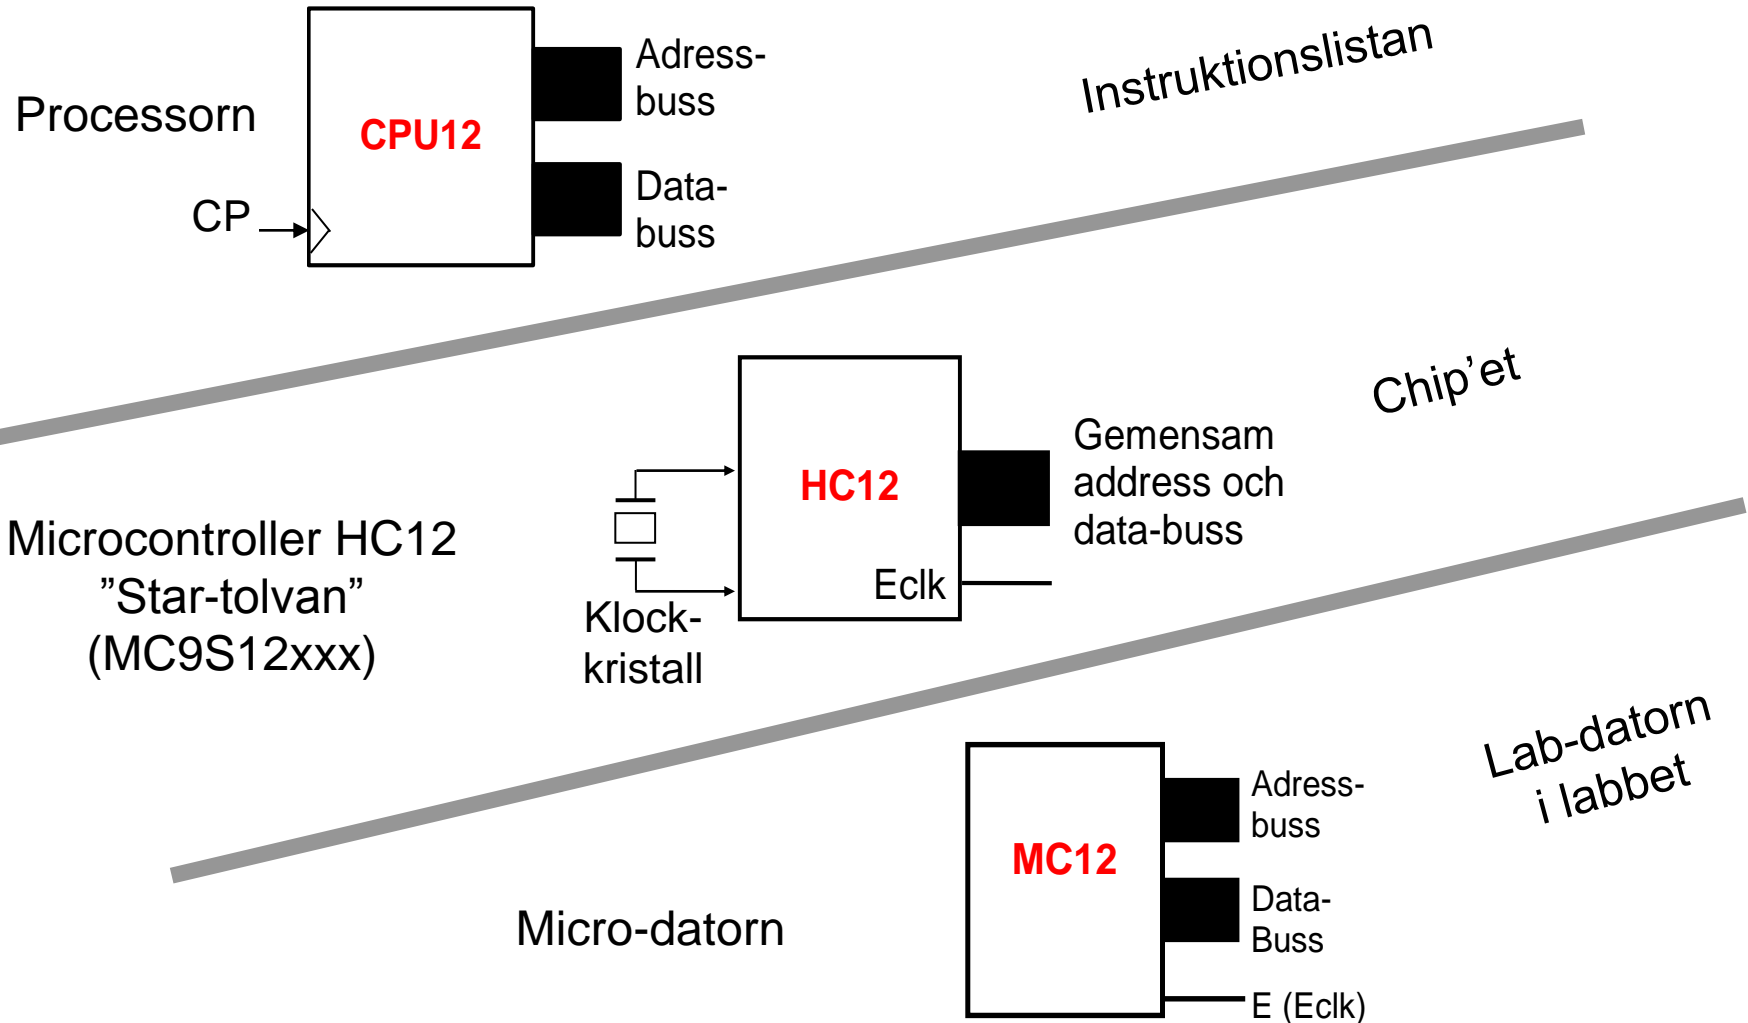 Processorn
CPU12
CP
Adress-
buss
Data-
buss
Instruktionslistan
Chip’et
Microcontroller HC12
”Star-tolvan”
(MC9S12xxx)
Klock-
kristall
HC12
Eclk
Gemensam
address och
data-buss
Lab-datorn
i labbet
Micro-datorn
MC12
Adress-
buss
Data-
Buss
E (Eclk)